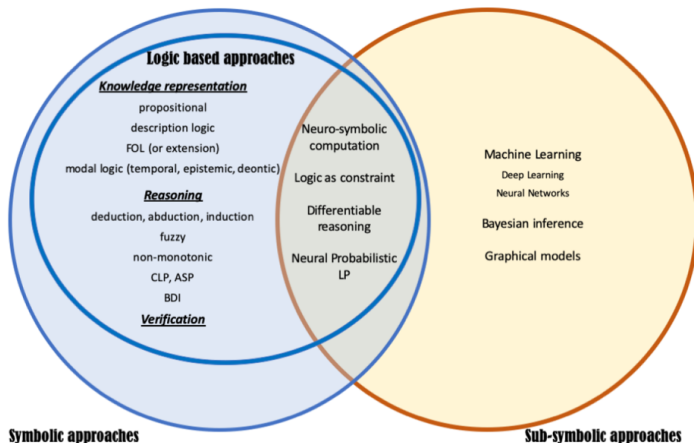 Logic based approaches
Knowledge representation
propositional
description logic
FOL (or extension)
modal logic (temporal, epistemic, deontic)
Reasoning
deduction, abduction, induction
fuzzy
non-monotonic
CLP, ASP
BDI
Verification
Neuro-symbolic
computation
Logic as constraint
Differentiable
reasoning
Neural Probabilistic
LP
Machine Learning
Deep Learning
Neural Networks
Bayesian inference
Graphical models
Symbolic approaches
Sub-symbolic approaches